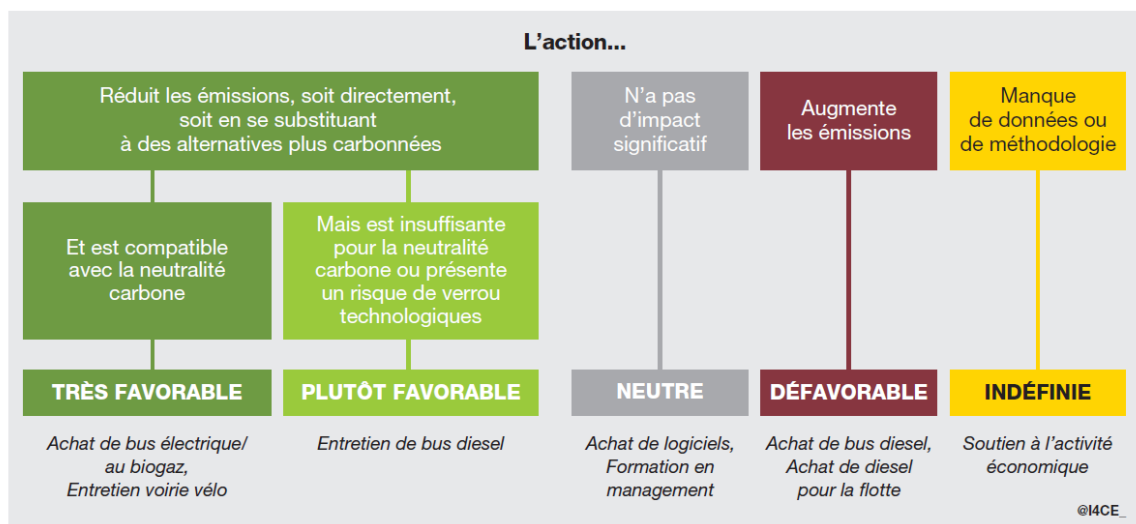 L'action...
Réduit les émissions, soit directement,
soit en se substituant
à des alternatives plus carbonnées
N'a pas
d'impact
significatif
Augmente
les émissions
Manque
de données ou
de méthodologie
Et est compatible
avec la neutralité
carbone
Mais est insuffisante
pour la neutralité
carbone ou présente
un risque de verrou
technologiques
TRÈS FAVORABLE
PLUTÔT FAVORABLE
NEUTRE
DÉFAVORABLE
INDÉFINIE
Achat de bus électrique/
au biogaz,
Entretien voirie vélo
Entretien de bus diesel
Achat de logiciels,
Formation en
management
Achat de bus diesel,
Achat de diesel
pour la flotte
Soutien à l'activité
économique
@I4CE_